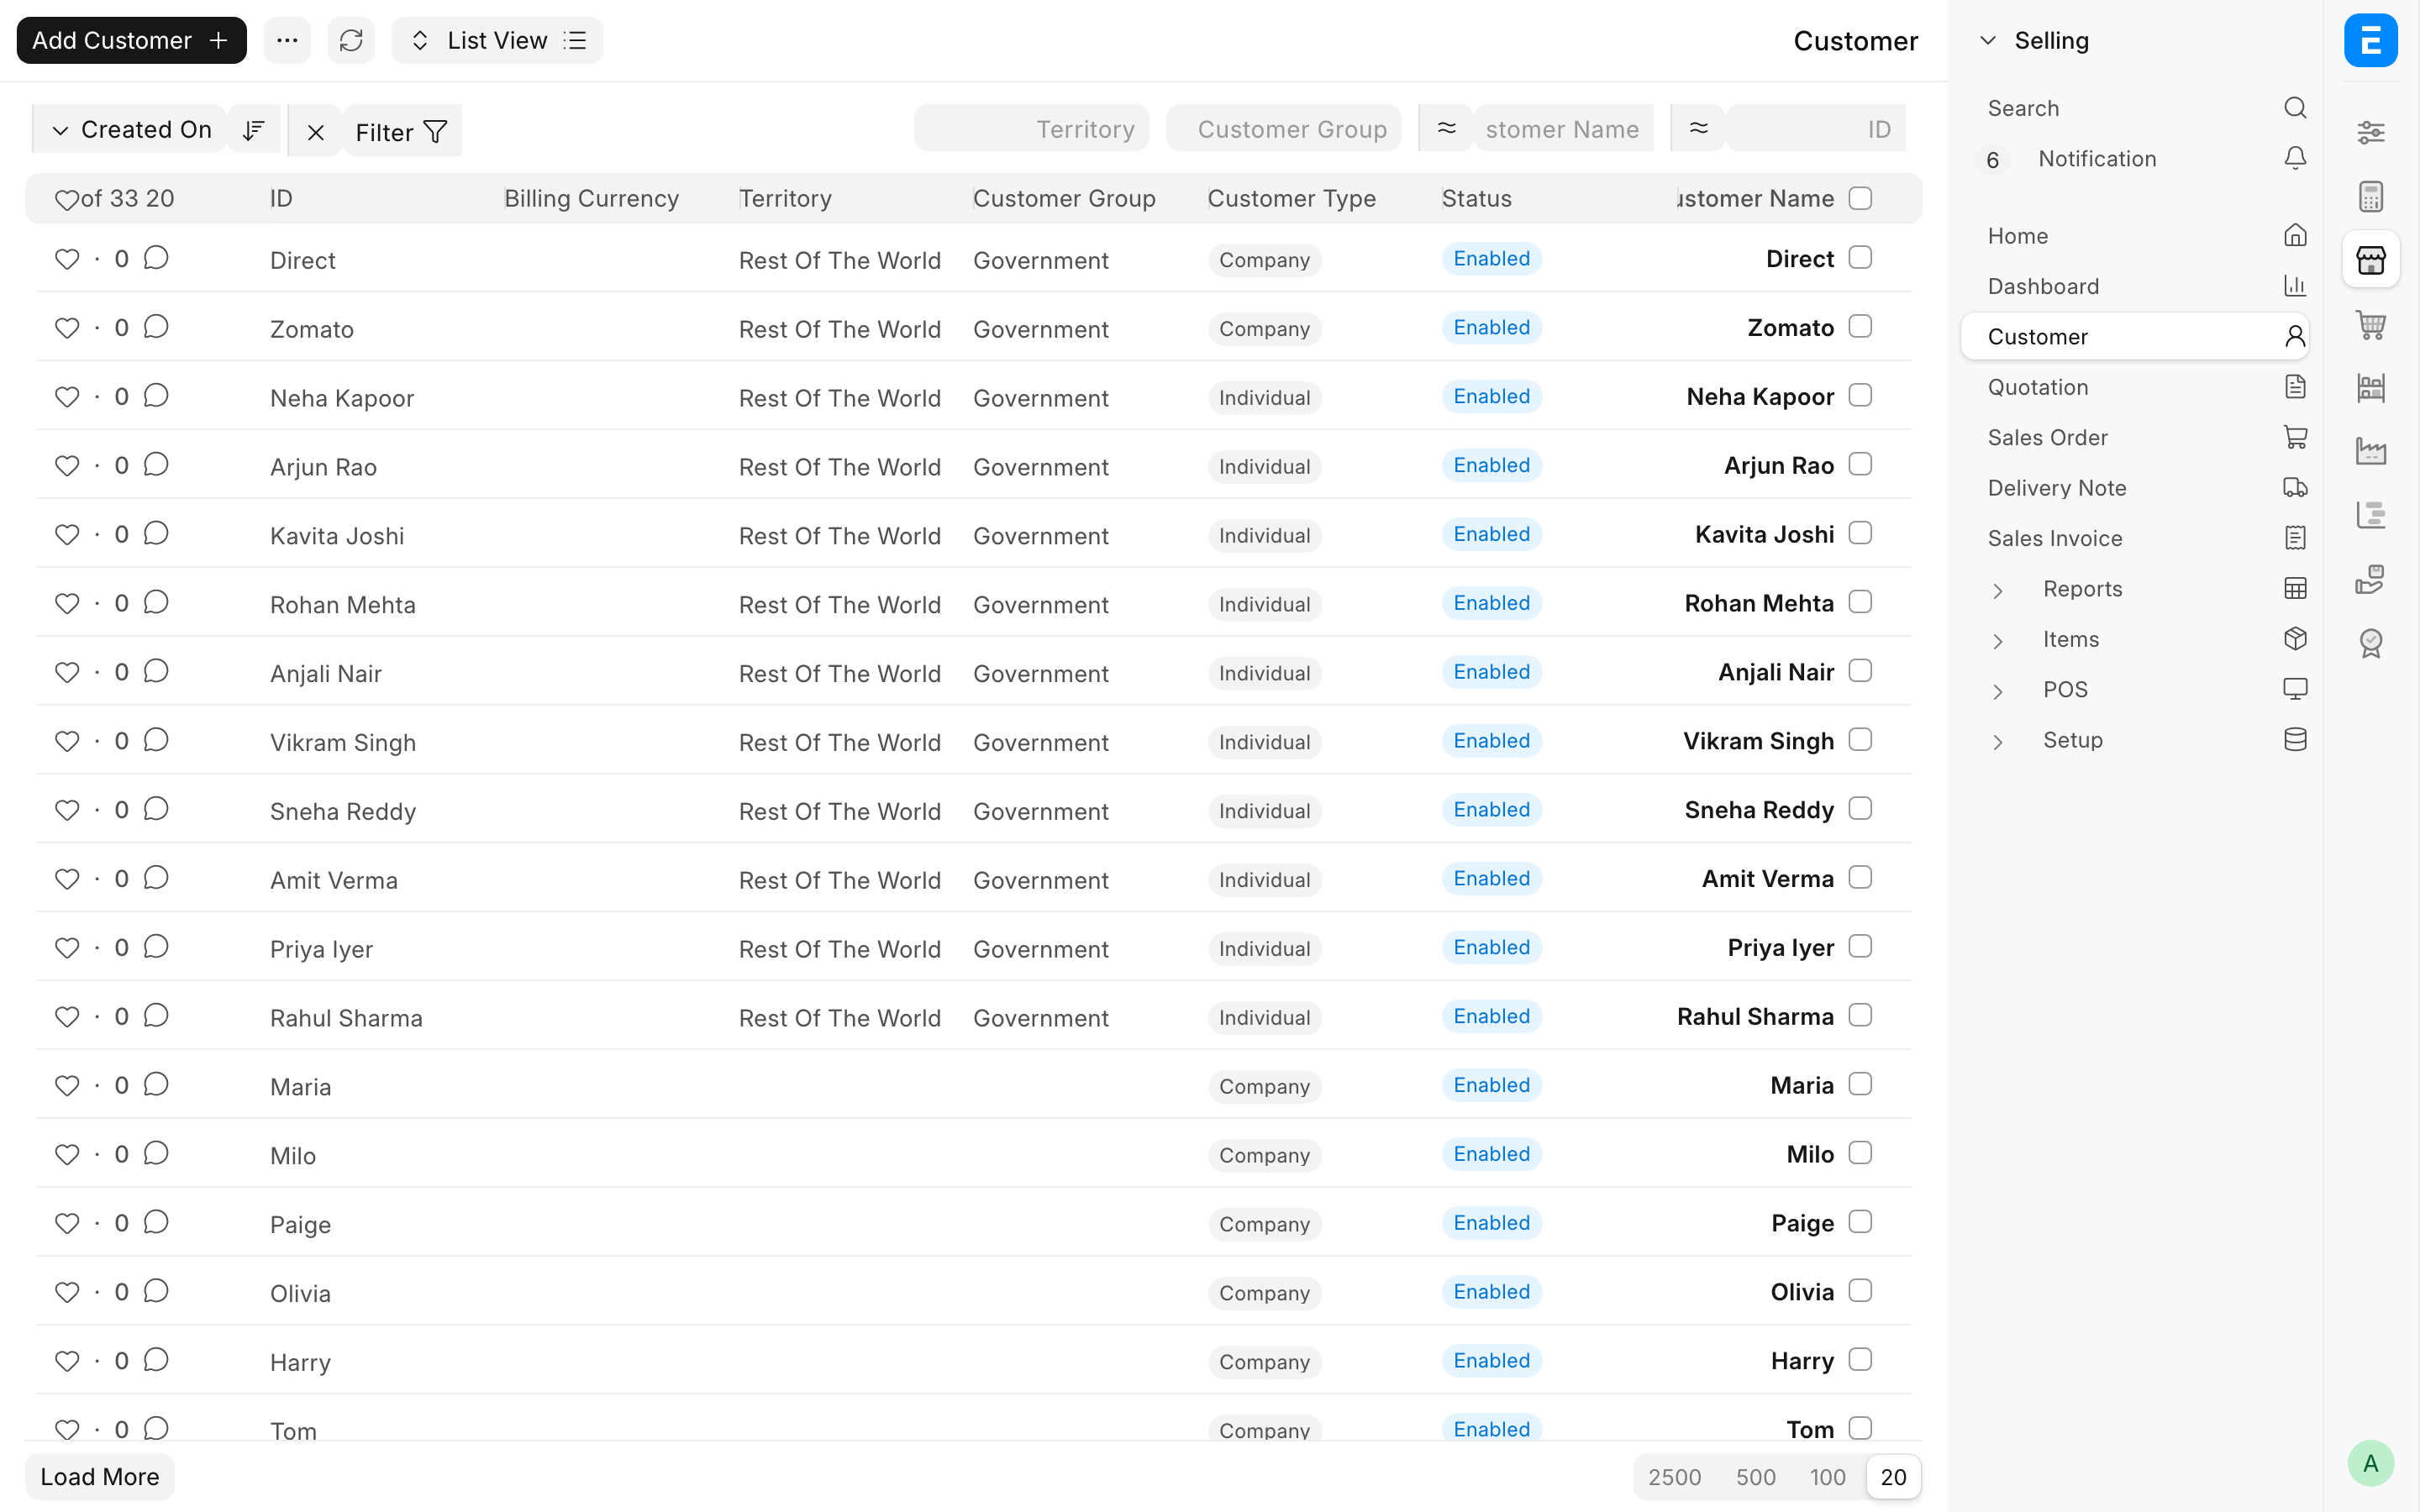 Add Customer
List View
Customer
Created On
Filter
Territory
Customer Group
≈ stomer Name
≈ ID
of 33 20 ID Billing Currency Territory Customer Group Customer Type Status ustomer Name
· 0 Direct Rest Of The World Government Company Enabled Direct
· 0 Zomato Rest Of The World Government Company Enabled Zomato
· 0 Neha Kapoor Rest Of The World Government Individual Enabled Neha Kapoor
· 0 Arjun Rao Rest Of The World Government Individual Enabled Arjun Rao
· 0 Kavita Joshi Rest Of The World Government Individual Enabled Kavita Joshi
· 0 Rohan Mehta Rest Of The World Government Individual Enabled Rohan Mehta
· 0 Anjali Nair Rest Of The World Government Individual Enabled Anjali Nair
· 0 Vikram Singh Rest Of The World Government Individual Enabled Vikram Singh
· 0 Sneha Reddy Rest Of The World Government Individual Enabled Sneha Reddy
· 0 Amit Verma Rest Of The World Government Individual Enabled Amit Verma
· 0 Priya Iyer Rest Of The World Government Individual Enabled Priya Iyer
· 0 Rahul Sharma Rest Of The World Government Individual Enabled Rahul Sharma
· 0 Maria Company Enabled Maria
· 0 Milo Company Enabled Milo
· 0 Paige Company Enabled Paige
· 0 Olivia Company Enabled Olivia
· 0 Harry Company Enabled Harry
· 0 Tom Company Enabled Tom
Load More
2500 500 100 20
Selling
Search
6 Notification
Home
Dashboard
Customer
Quotation
Sales Order
Delivery Note
Sales Invoice
Reports
Items
POS
Setup
E
A